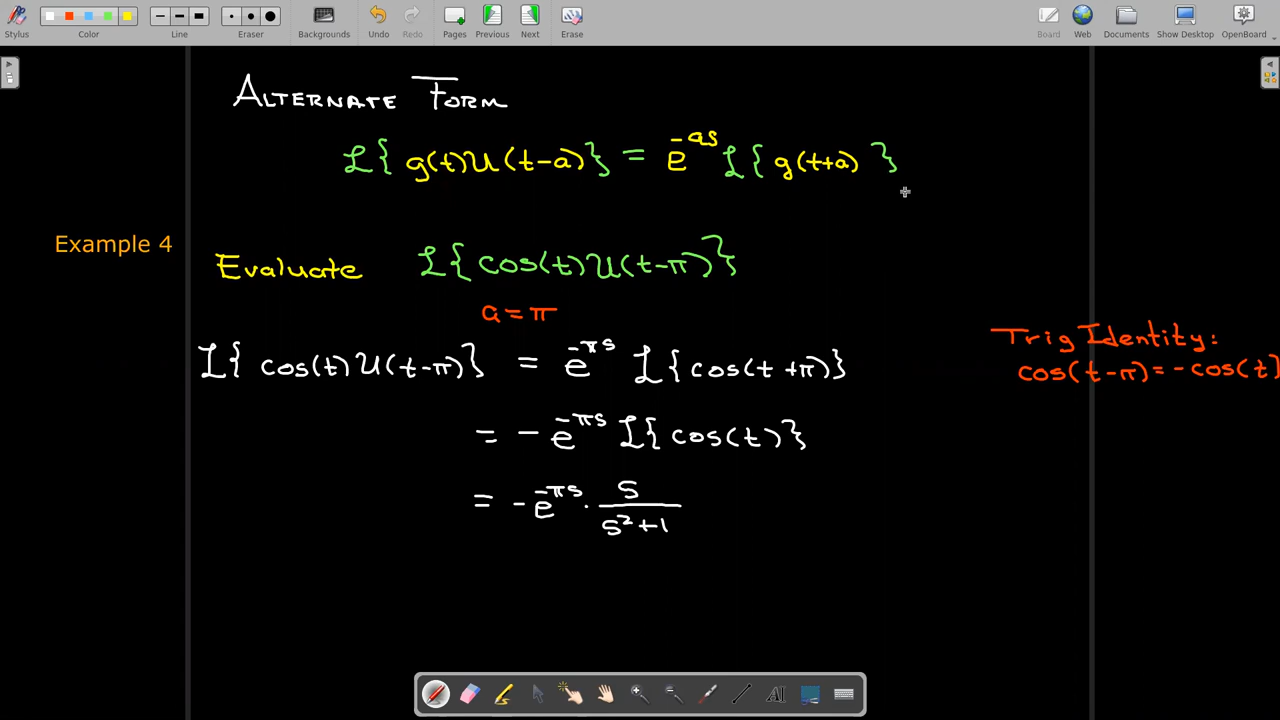 Stylus Color Line Eraser Backgrounds Undo Redo Pages Previous Next Erase Board Web Documents Show Desktop OpenBoard
ALTERNATE FORM
ℒ{ g(t)𝒰(t-a)} = e^-as ℒ{ g(t+a) }
Example 4
Evaluate ℒ{cos(t)𝒰(t-π)}
a = π
Trig Identity:
cos(t-π) = -cos(t)
ℒ{ cos(t)𝒰(t-π)} = e^-πs ℒ{cos(t+π)}
= - e^-πs ℒ{cos(t)}
= - e^-πs · s/(s²+1)
AI